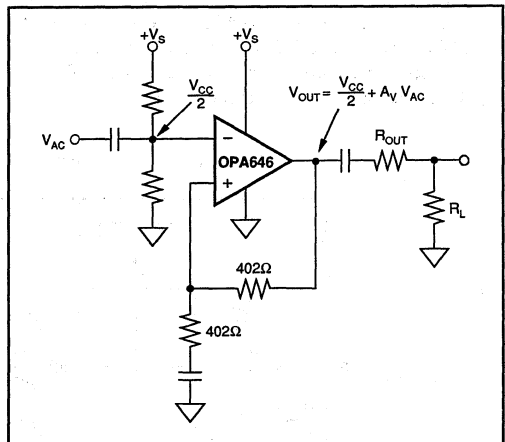 +VS
+VS
VCC
2
VOUT = VCC/2 + AV VAC
VAC
−
OPA646
+
ROUT
RL
402Ω
402Ω